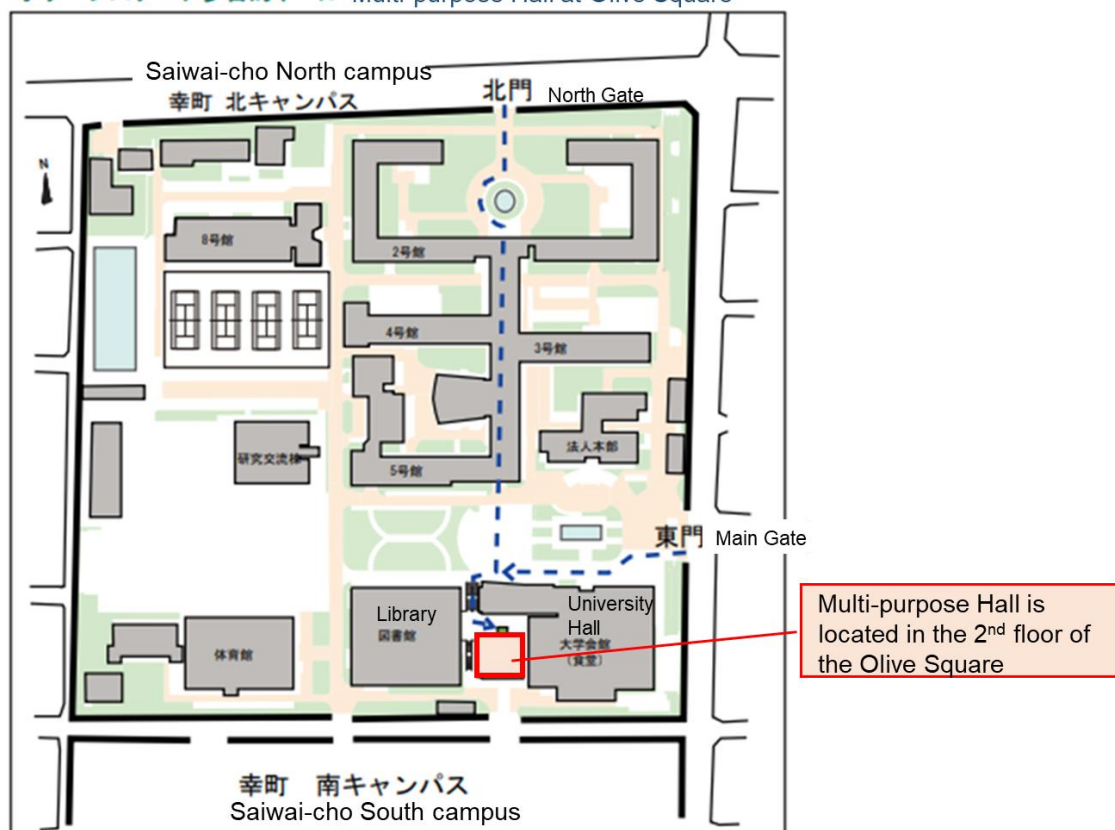 Multi-purpose Hall at Olive Square
Saiwai-cho North campus
幸町 北キャンパス
北門 North Gate
N
8号館
2号館
4号館
3号館
研究交流棟
5号館
法人本部
東門 Main Gate
Library
図書館
University
Hall
大学会館
(食堂)
体育館
Multi-purpose Hall is
located in the 2nd floor of
the Olive Square
幸町 南キャンパス
Saiwai-cho South campus